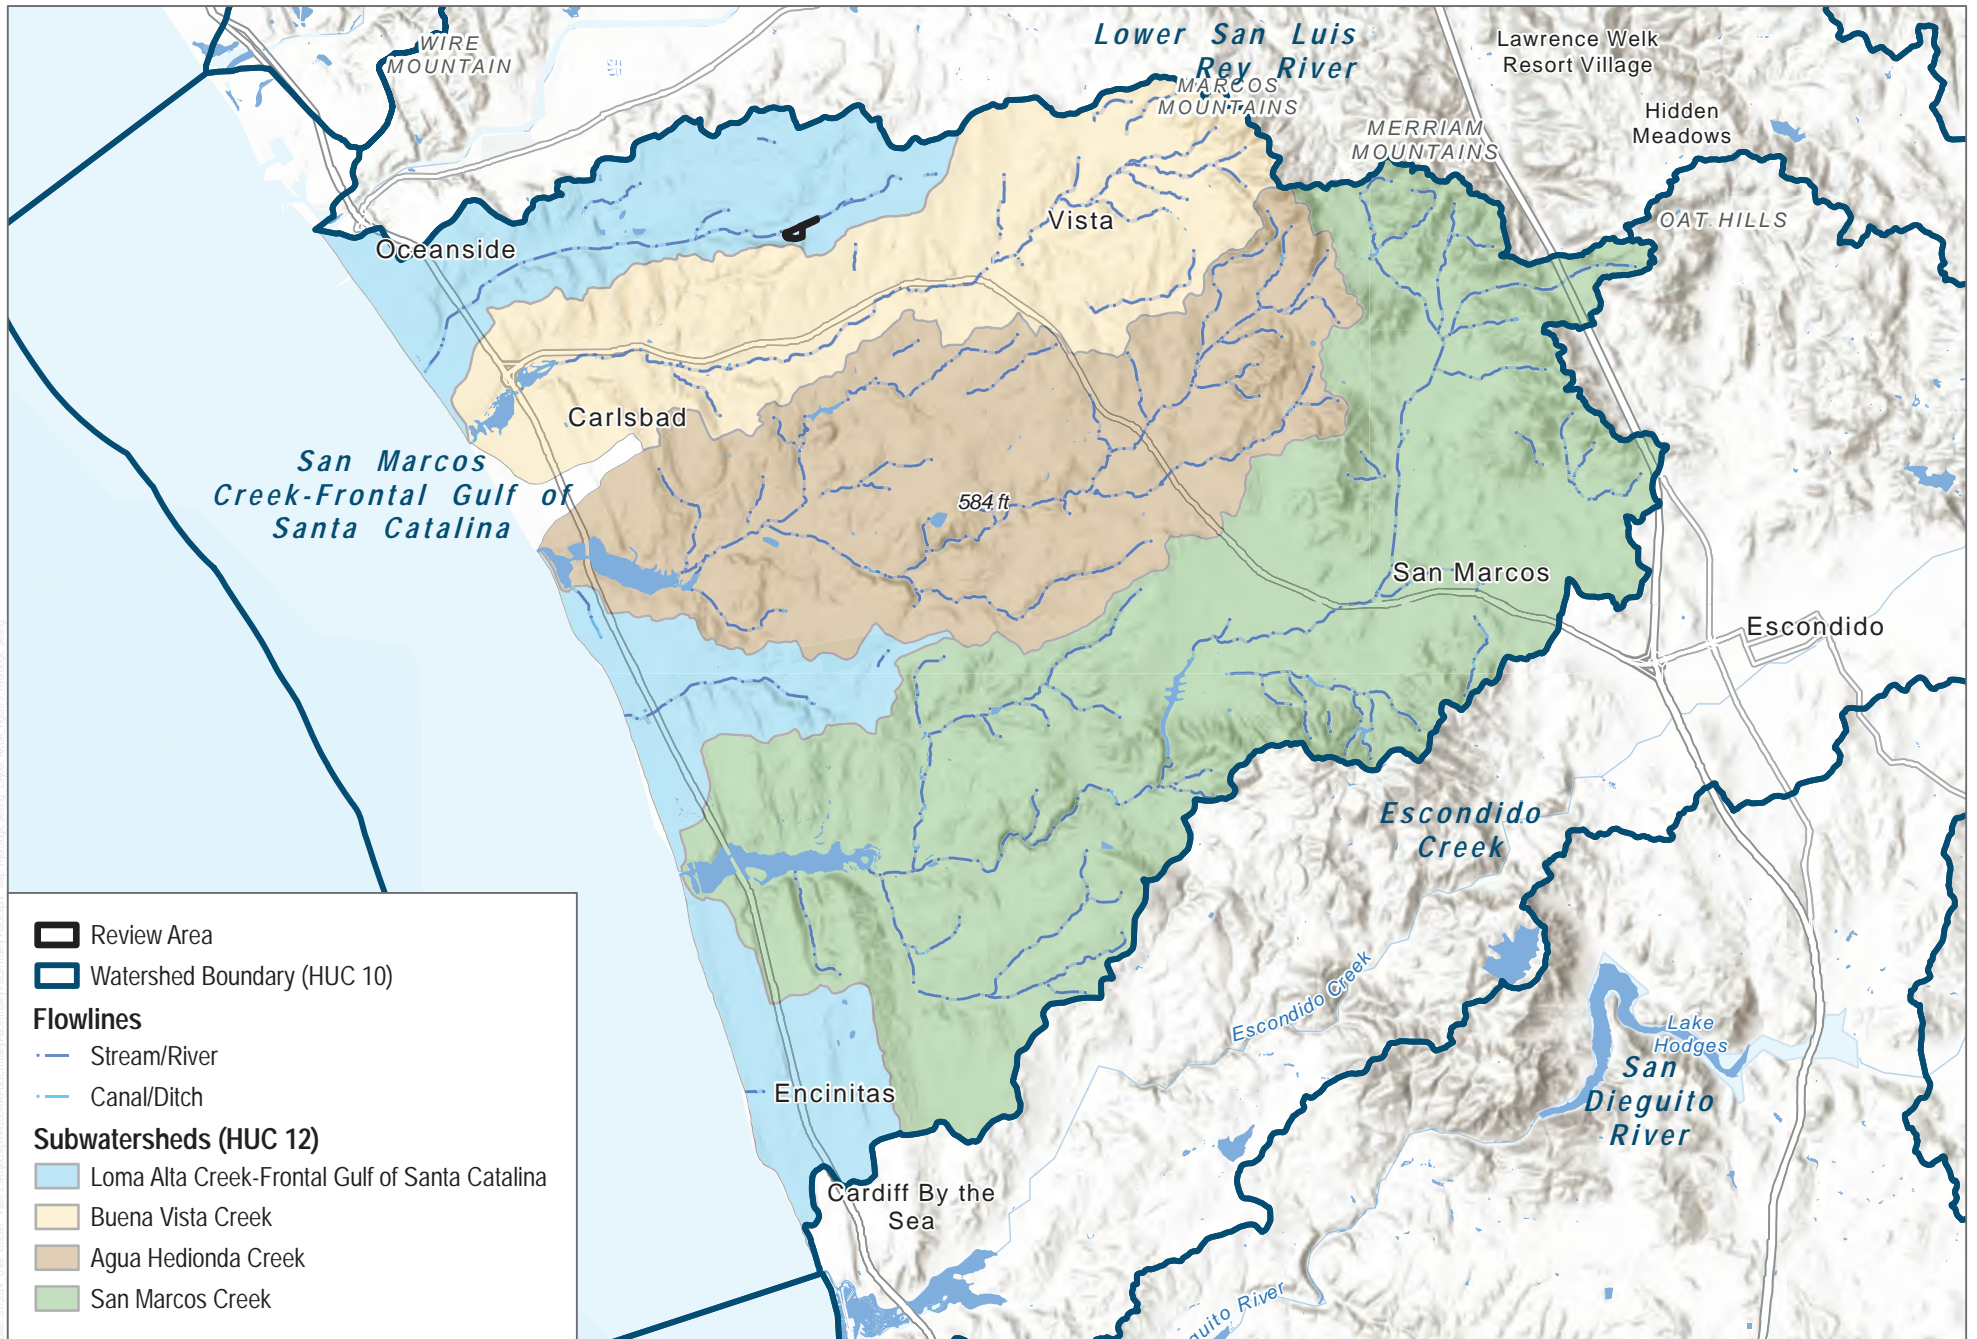 Lower San Luis
Rey River
WIRE
MOUNTAIN
MARCOS
MOUNTAINS
Lawrence Welk
Resort Village
Hidden
Meadows
MERRIAM
MOUNTAINS
OAT HILLS
Oceanside
Vista
Carlsbad
San Marcos
Creek-Frontal Gulf of
Santa Catalina
584 ft
San Marcos
Escondido
Escondido
Creek
Escondido Creek
Lake
Hodges
San
Dieguito
River
Encinitas
Cardiff By the
Sea
guito River
Review Area
Watershed Boundary (HUC 10)
Flowlines
Stream/River
Canal/Ditch
Subwatersheds (HUC 12)
Loma Alta Creek-Frontal Gulf of Santa Catalina
Buena Vista Creek
Agua Hedionda Creek
San Marcos Creek